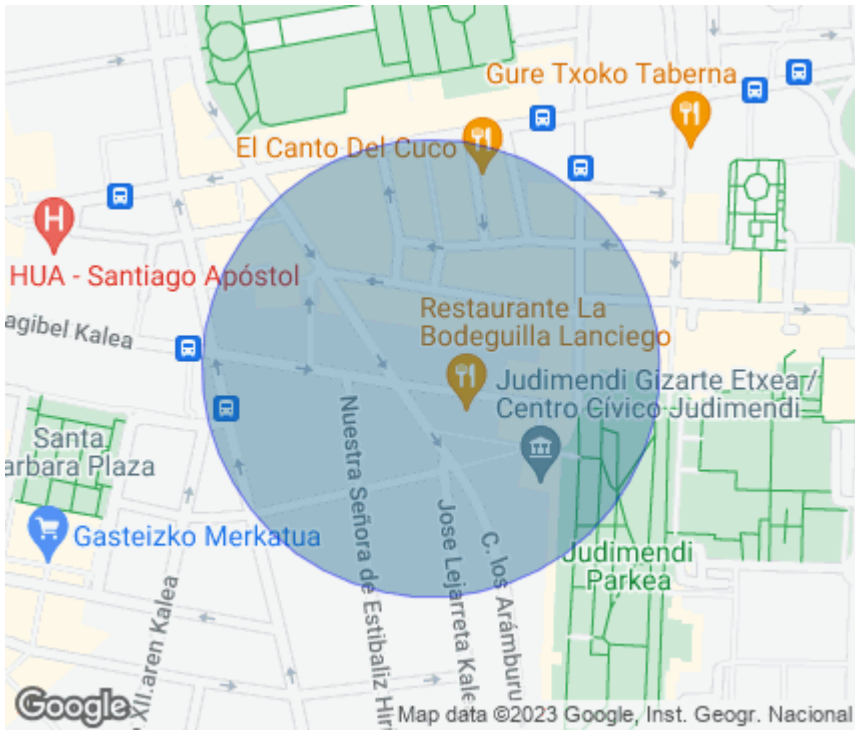 Gure Txoko Taberna
El Canto Del Cuco
H
HUA - Santiago Apóstol
agibel Kalea
Restaurante La
Bodeguilla Lanciego
Judimendi Gizarte Etxea /
Centro Cívico Judimendi
Santa
arbara Plaza
Gasteizko Merkatua
Nuestra Señora de Estibaliz Hiri
Jose Lejarreta Kale
C. los Arámburu
Judimendi
Parkea
XII.aren Kalea
Google
Map data ©2023 Google, Inst. Geogr. Nacional